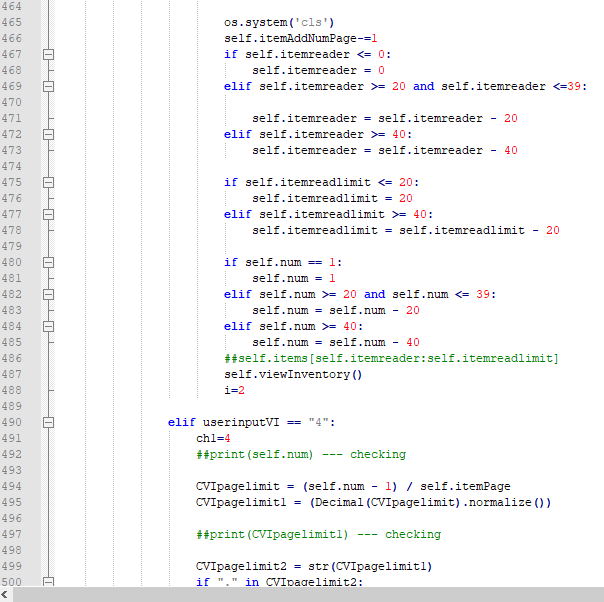 464
465 os.system('cls')
466 self.itemAddNumPage-=1
467 if self.itemreader <= 0:
468 self.itemreader = 0
469 elif self.itemreader >= 20 and self.itemreader <=39:
470
471 self.itemreader = self.itemreader - 20
472 elif self.itemreader >= 40:
473 self.itemreader = self.itemreader - 40
474
475 if self.itemreadlimit <= 20:
476 self.itemreadlimit = 20
477 elif self.itemreadlimit >= 40:
478 self.itemreadlimit = self.itemreadlimit - 20
479
480 if self.num == 1:
481 self.num = 1
482 elif self.num >= 20 and self.num <= 39:
483 self.num = self.num - 20
484 elif self.num >= 40:
485 self.num = self.num - 40
486 ##self.items[self.itemreader:self.itemreadlimit]
487 self.viewInventory()
488 i=2
489
490 elif userinputVI == "4":
491 chl=4
492 ##print(self.num) --- checking
493
494 CVIpagelimit = (self.num - 1) / self.itemPage
495 CVIpagelimit1 = (Decimal(CVIpagelimit).normalize())
496
497 ##print(CVIpagelimit1) --- checking
498
499 CVIpagelimit2 = str(CVIpagelimit1)
500 if "." in CVIpagelimit2: